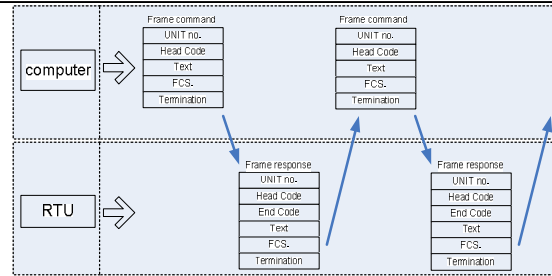 Frame command
UNIT no.
Head Code
Text
FCS.
Termination
Frame command
UNIT no.
Head Code
Text
FCS.
Termination
computer
Frame response
UNIT no.
Head Code
End Code
Text
FCS.
Termination
Frame response
UNIT no.
Head Code
End Code
Text
FCS.
Termination
RTU